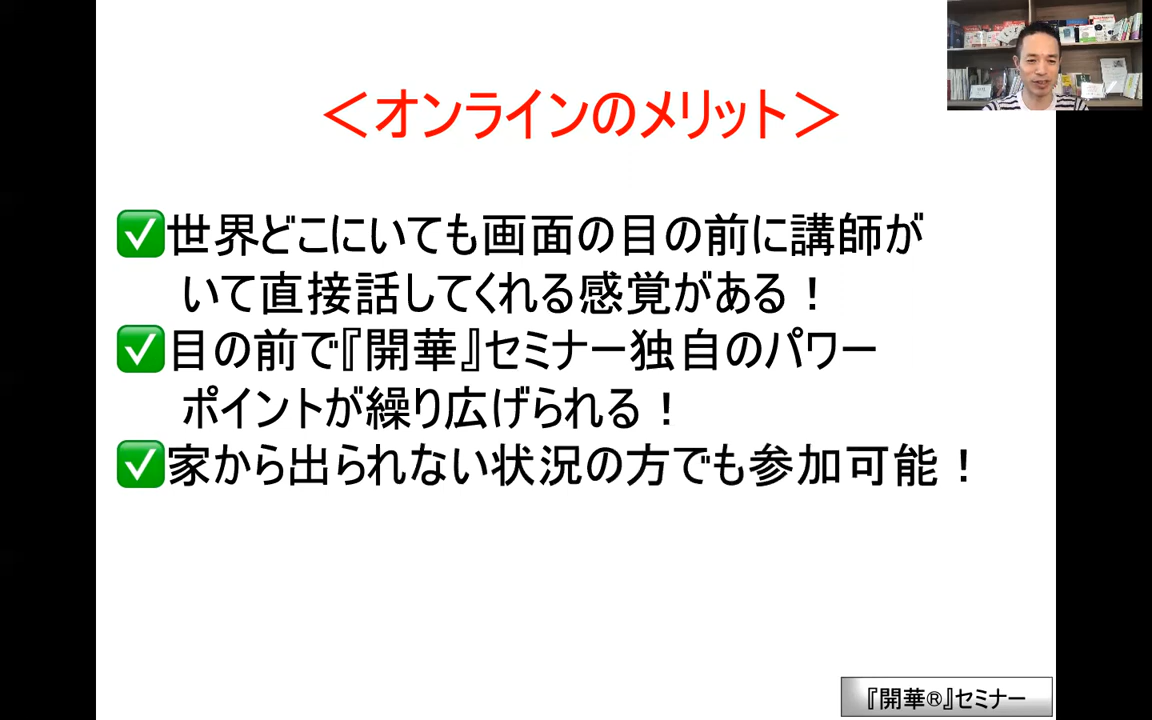 ＜オンラインのメリット＞
✅世界どこにいても画面の目の前に講師が
いて直接話してくれる感覚がある！
✅目の前で『開華』セミナー独自のパワー
ポイントが繰り広げられる！
✅家から出られない状況の方でも参加可能！
『開華®』セミナー